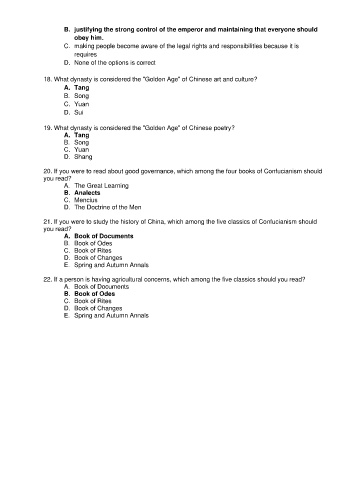 B. justifying the strong control of the emperor and maintaining that everyone should
obey him.
C. making people become aware of the legal rights and responsibilities because it is
requires
D. None of the options is correct
18. What dynasty is considered the "Golden Age" of Chinese art and culture?
A. Tang
B. Song
C. Yuan
D. Sui
19. What dynasty is considered the "Golden Age" of Chinese poetry?
A. Tang
B. Song
C. Yuan
D. Shang
20. If you were to read about good governance, which among the four books of Confucianism should
you read?
A. The Great Learning
B. Analects
C. Mencius
D. The Doctrine of the Men
21. If you were to study the history of China, which among the five classics of Confucianism should
you read?
A. Book of Documents
B. Book of Odes
C. Book of Rites
D. Book of Changes
E. Spring and Autumn Annals
22. If a person is having agricultural concerns, which among the five classics should you read?
A. Book of Documents
B. Book of Odes
C. Book of Rites
D. Book of Changes
E. Spring and Autumn Annals